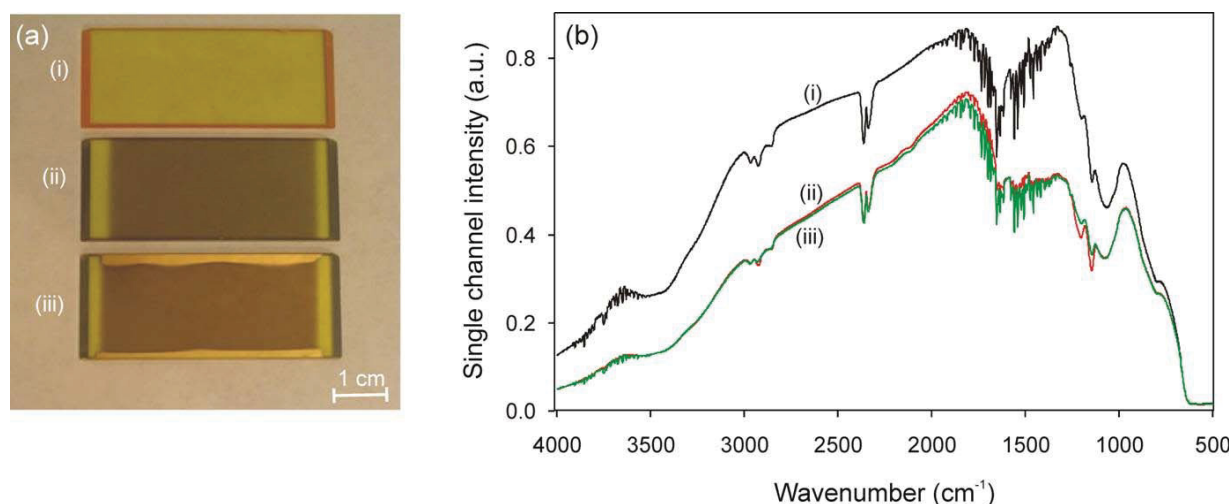 (a)
(i)
(ii)
(iii)
1 cm
(b)
Single channel intensity (a.u.)
0.8
0.6
0.4
0.2
0.0
(i)
(ii)
(iii)
4000 3500 3000 2500 2000 1500 1000 500
Wavenumber (cm⁻¹)